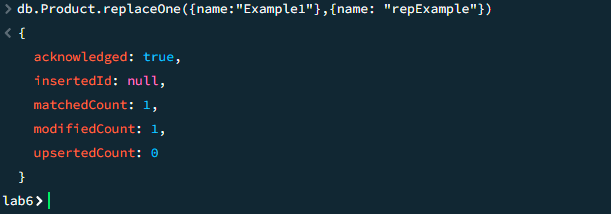 > db.Product.replaceOne({name:"Example1"},{name: "repExample"})
< {
acknowledged: true,
insertedId: null,
matchedCount: 1,
modifiedCount: 1,
upsertedCount: 0
}
lab6>